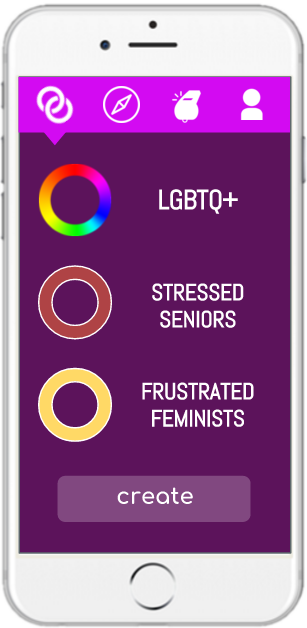 LGBTQ+
STRESSED
SENIORS
FRUSTRATED
FEMINISTS
create